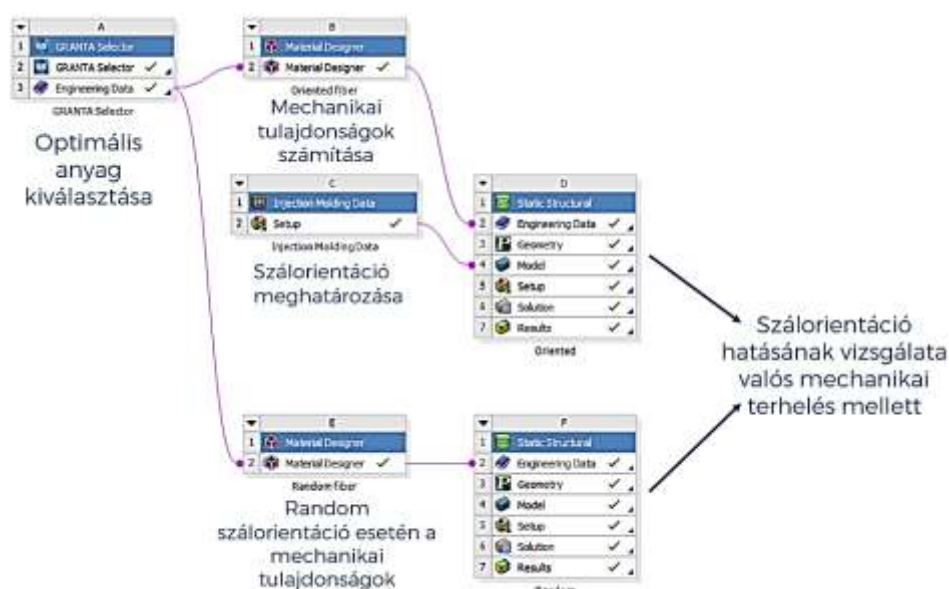 A
1 GRANTA Selector
2 GRANTA Selector
3 Engineering Data
GRANTA Selector
Optimális
anyag
kiválasztása
B
1 Material Designer
2 Material Designer
Oriented fiber
Mechanikai
tulajdonságok
számítása
C
1 Injection Molding Data
2 Setup
Injection Molding Data
Szálorientáció
meghatározása
D
1 Static Structural
2 Engineering Data
3 Geometry
4 Model
5 Setup
6 Solution
7 Results
Oriented
Szálorientáció
hatásának vizsgálata
valós mechanikai
terhelés mellett
E
1 Material Designer
2 Material Designer
Random fiber
Random
szálorientáció esetén a
mechanikai
tulajdonságok
F
1 Static Structural
2 Engineering Data
3 Geometry
4 Model
5 Setup
6 Solution
7 Results